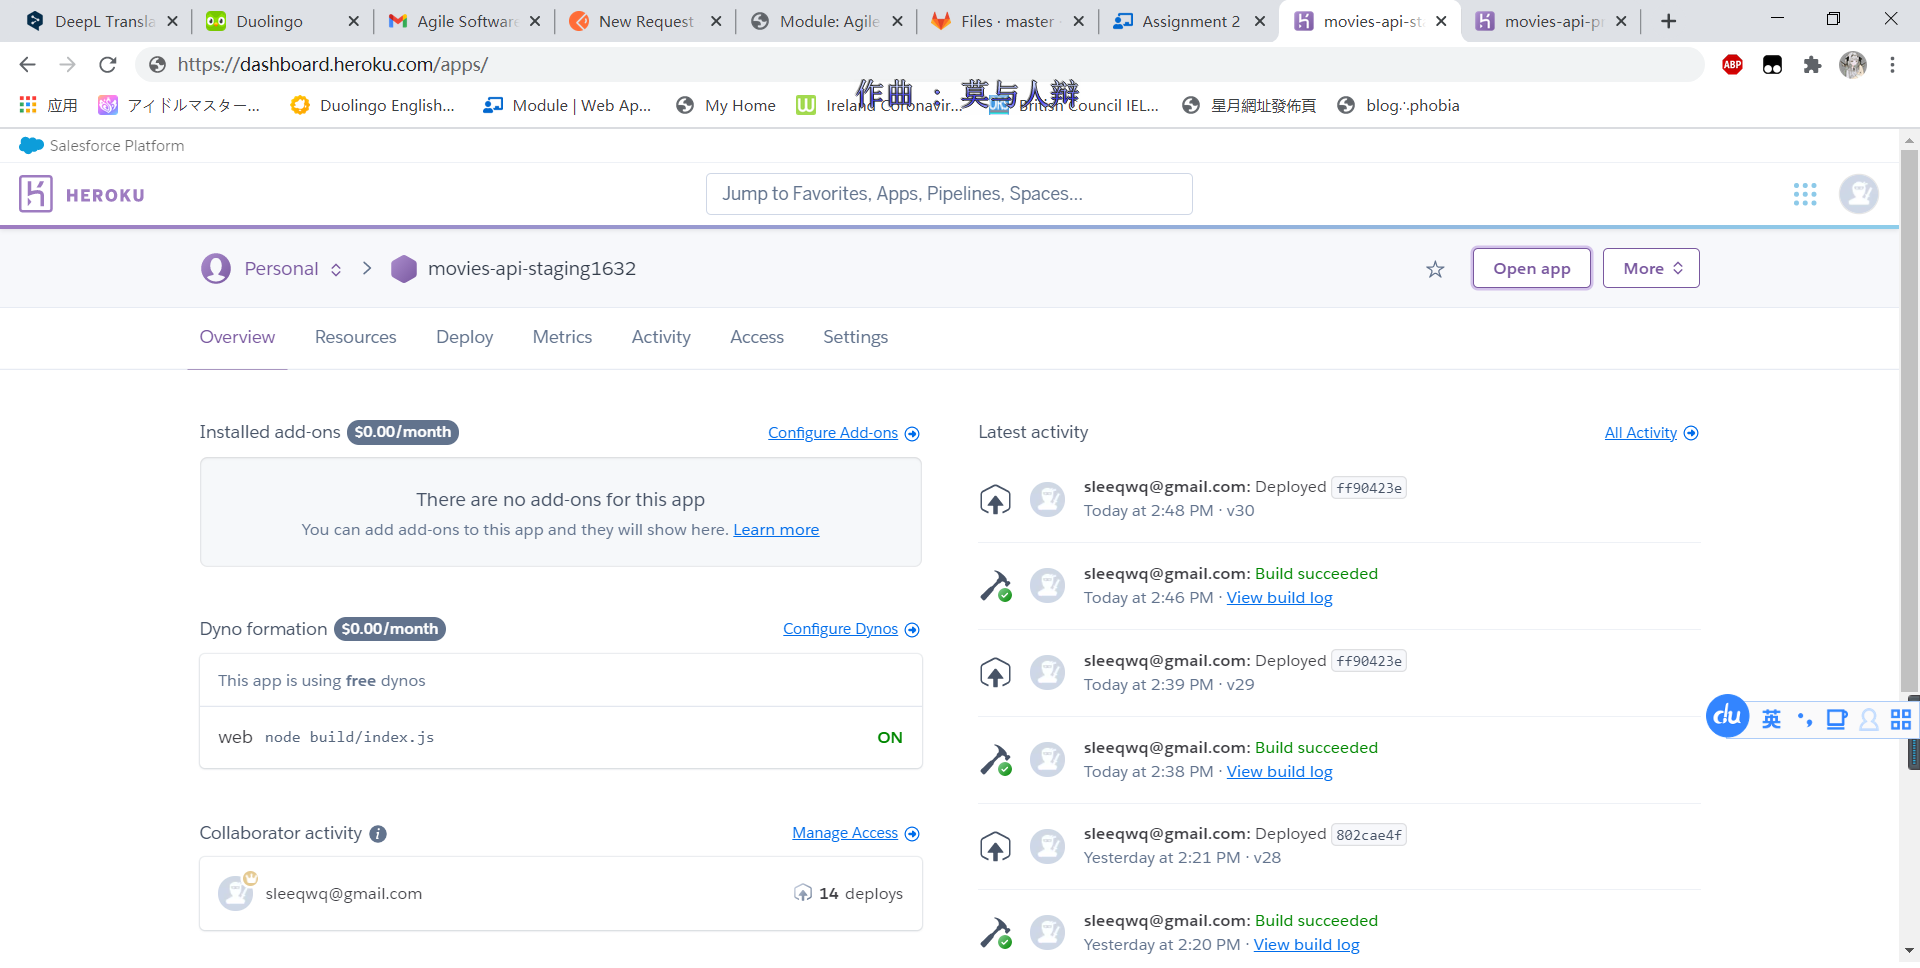 DeepL Transla
Duolingo
Agile Software
New Request
Module: Agile
Files · master
Assignment 2
movies-api-st
movies-api-pr
https://dashboard.heroku.com/apps/
ABP
作曲 : 莫与人辩
应用
アイドルマスター...
Duolingo English...
Module | Web Ap...
My Home
Ireland Coronavir...
British Council IEL...
星月網址發佈頁
blog∴phobia
Salesforce Platform
HEROKU
Jump to Favorites, Apps, Pipelines, Spaces...
Personal
movies-api-staging1632
Open app
More
Overview
Resources
Deploy
Metrics
Activity
Access
Settings
Installed add-ons $0.00/month
Configure Add-ons
There are no add-ons for this app
You can add add-ons to this app and they will show here. Learn more
Dyno formation $0.00/month
Configure Dynos
This app is using free dynos
web node build/index.js
ON
Collaborator activity
Manage Access
sleeqwq@gmail.com
14 deploys
Latest activity
All Activity
sleeqwq@gmail.com: Deployed ff90423e
Today at 2:48 PM · v30
sleeqwq@gmail.com: Build succeeded
Today at 2:46 PM · View build log
sleeqwq@gmail.com: Deployed ff90423e
Today at 2:39 PM · v29
sleeqwq@gmail.com: Build succeeded
Today at 2:38 PM · View build log
sleeqwq@gmail.com: Deployed 802cae4f
Yesterday at 2:21 PM · v28
sleeqwq@gmail.com: Build succeeded
Yesterday at 2:20 PM · View build log
du
英